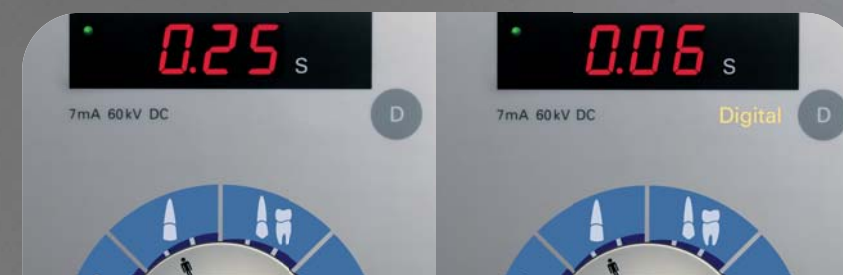 0.25 S
7mA 60kV DC
D
0.06 S
7mA 60kV DC
Digital D